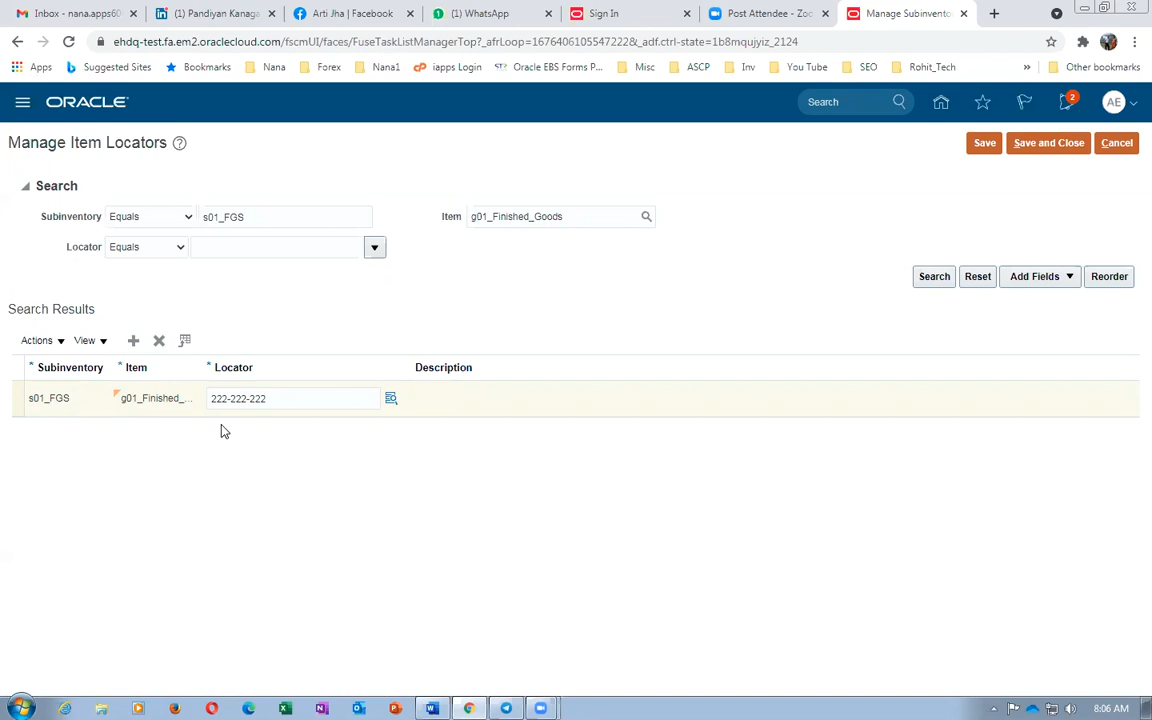 Inbox - nana.apps60
(1) Pandiyan Kanaga
Arti Jha | Facebook
(1) WhatsApp
Sign In
Post Attendee - Zoo
Manage Subinvento
ehdq-test.fa.em2.oraclecloud.com/fscmUI/faces/FuseTaskListManagerTop?_afrLoop=1676406105547222&_adf.ctrl-state=1b8mqujyiz_2124
Apps Suggested Sites Bookmarks Nana Forex Nana1 iapps Login Oracle EBS Forms P... Misc ASCP Inv You Tube SEO Rohit_Tech » Other bookmarks
ORACLE Search 2 AE
Manage Item Locators ? Save Save and Close Cancel
Search
Subinventory Equals s01_FGS Item g01_Finished_Goods
Locator Equals
Search Reset Add Fields Reorder
Search Results
Actions View
* Subinventory * Item * Locator Description
s01_FGS g01_Finished_... 222-222-222
8:06 AM